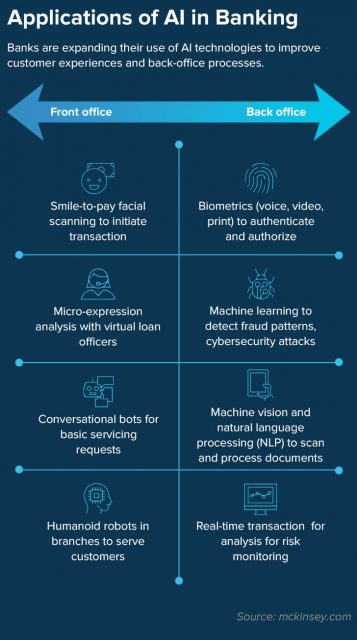 Applications of AI in Banking
Banks are expanding their use of AI technologies to improve
customer experiences and back-office processes.
Front office
Back office
Smile-to-pay facial
scanning to initiate
transaction
Biometrics (voice, video,
print) to authenticate
and authorize
Micro-expression
analysis with virtual loan
officers
Machine learning to
detect fraud patterns,
cybersecurity attacks
Conversational bots for
basic servicing
requests
Machine vision and
natural language
processing (NLP) to scan
and process documents
Humanoid robots in
branches to serve
customers
Real-time transaction for
analysis for risk
monitoring
Source: mckinsey.com